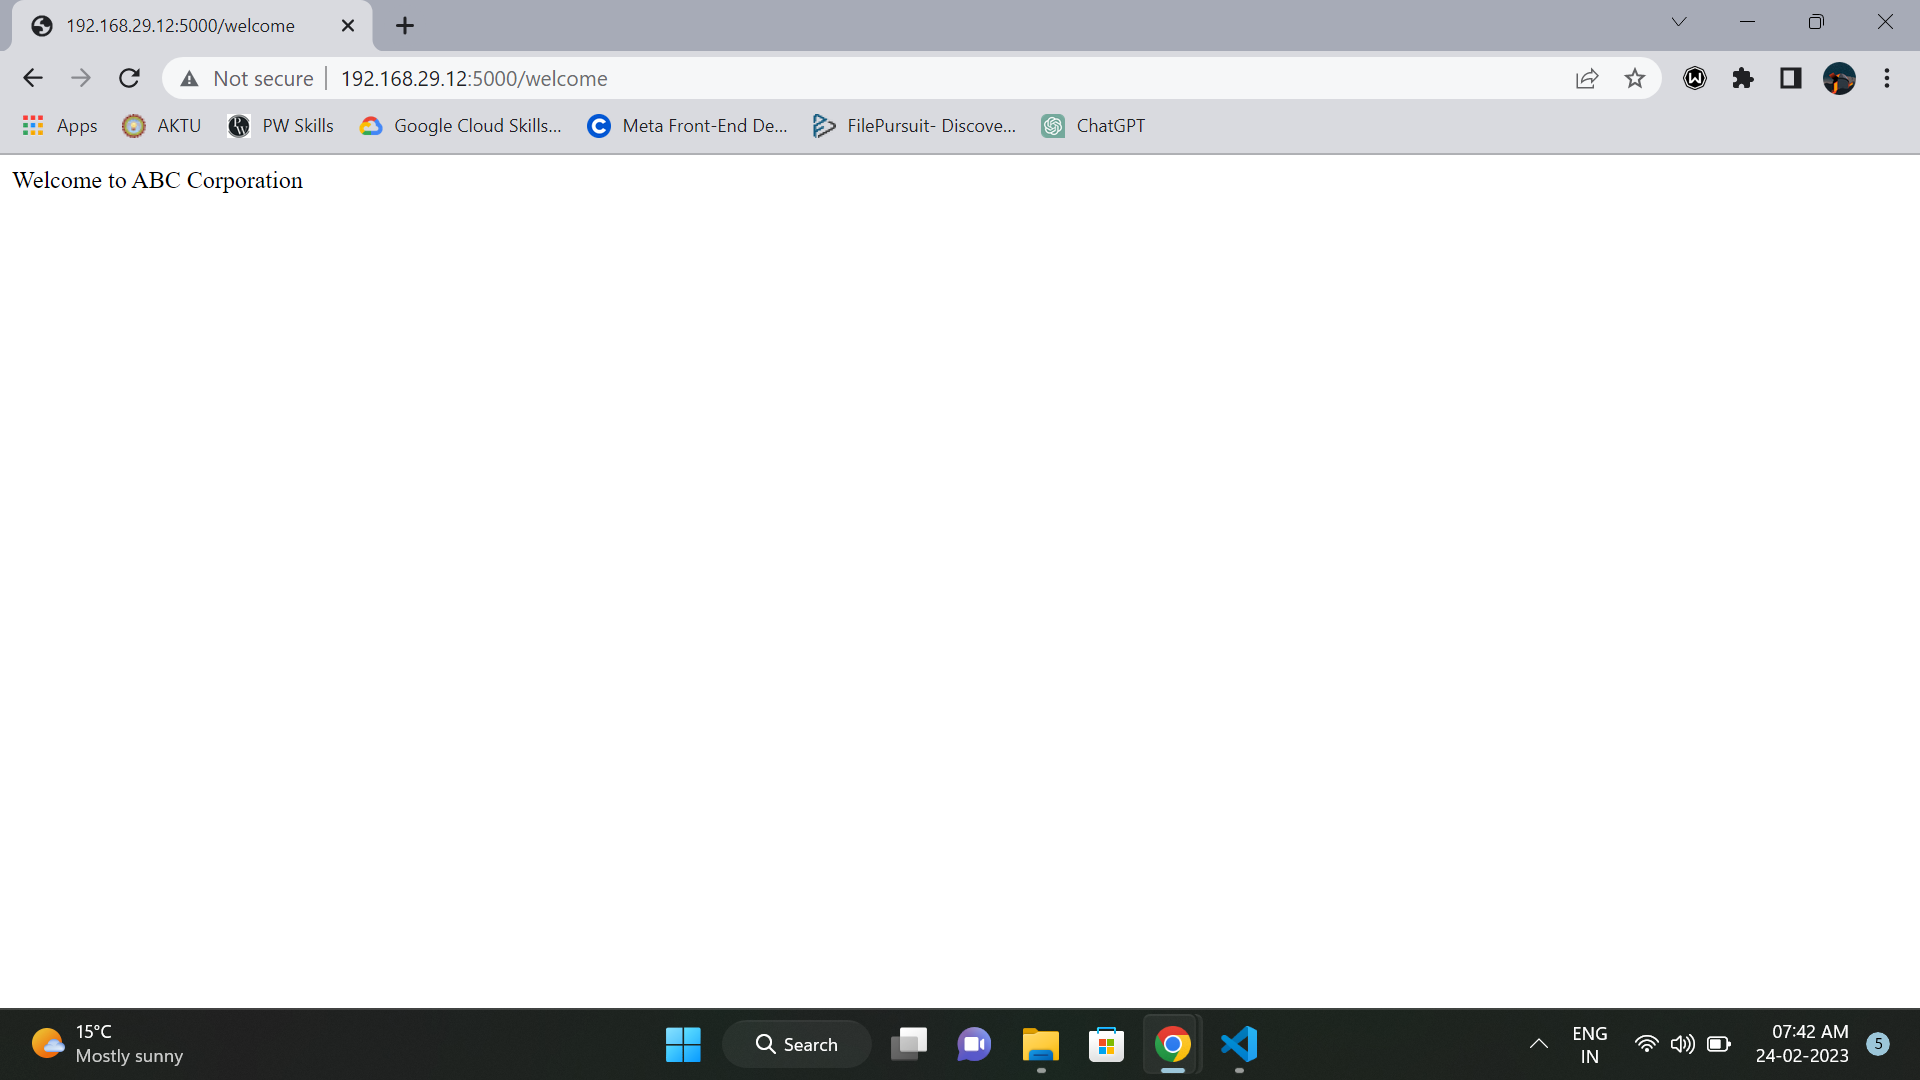 192.168.29.12:5000/welcome
Not secure 192.168.29.12:5000/welcome
Apps AKTU PW Skills Google Cloud Skills... Meta Front-End De... FilePursuit- Discove... ChatGPT
Welcome to ABC Corporation
15°C
Mostly sunny
Search
ENG
IN
07:42 AM
24-02-2023
5